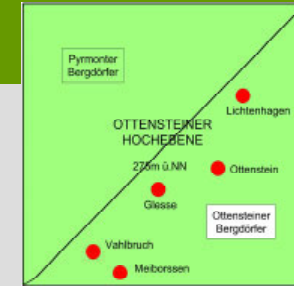 Pyrmonter
Bergdörfer
Lichtenhagen
OTTENSTEINER
HOCHEBENE
275m ü.NN
Ottenstein
Glesse
Ottensteiner
Bergdörfer
Vahlbruch
Meiborssen